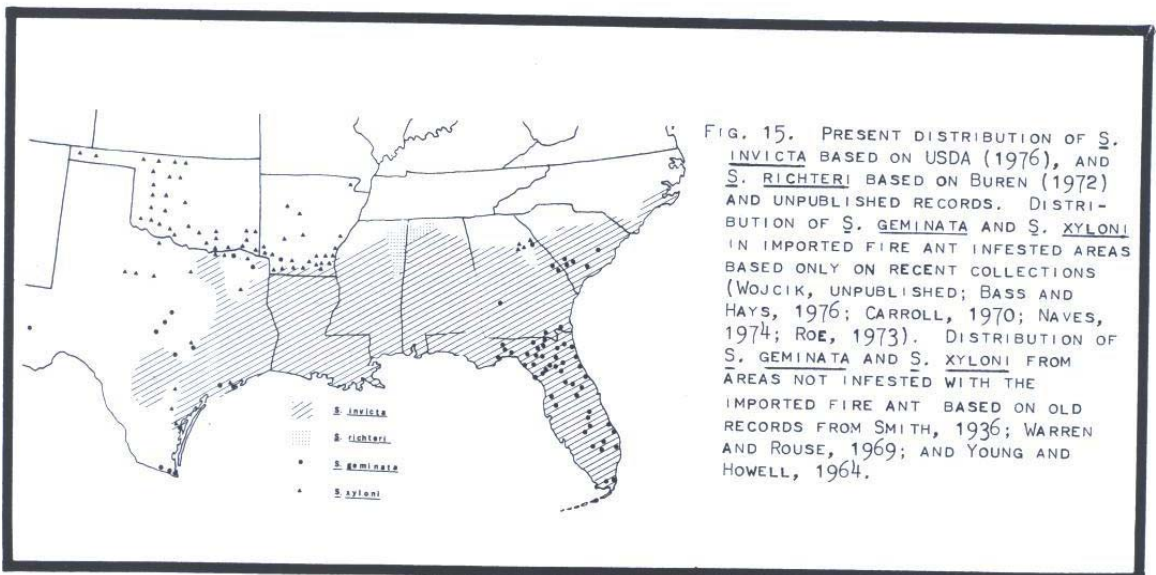 FIG. 15. PRESENT DISTRIBUTION OF S.
INVICTA BASED ON USDA (1976), AND
S. RICHTERI BASED ON BUREN (1972)
AND UNPUBLISHED RECORDS. DISTRI-
BUTION OF S. GEMINATA AND S. XYLONI
IN IMPORTED FIRE ANT INFESTED AREAS
BASED ONLY ON RECENT COLLECTIONS
(WOJCIK, UNPUBLISHED; BASS AND
HAYS, 1976; CARROLL, 1970; NAVES,
1974; ROE, 1973). DISTRIBUTION OF
S. GEMINATA AND S. XYLONI FROM
AREAS NOT INFESTED WITH THE
IMPORTED FIRE ANT BASED ON OLD
RECORDS FROM SMITH, 1936; WARREN
AND ROUSE, 1969; AND YOUNG AND
HOWELL, 1964.
S. invicta
S. richteri
S. geminata
S. xyloni